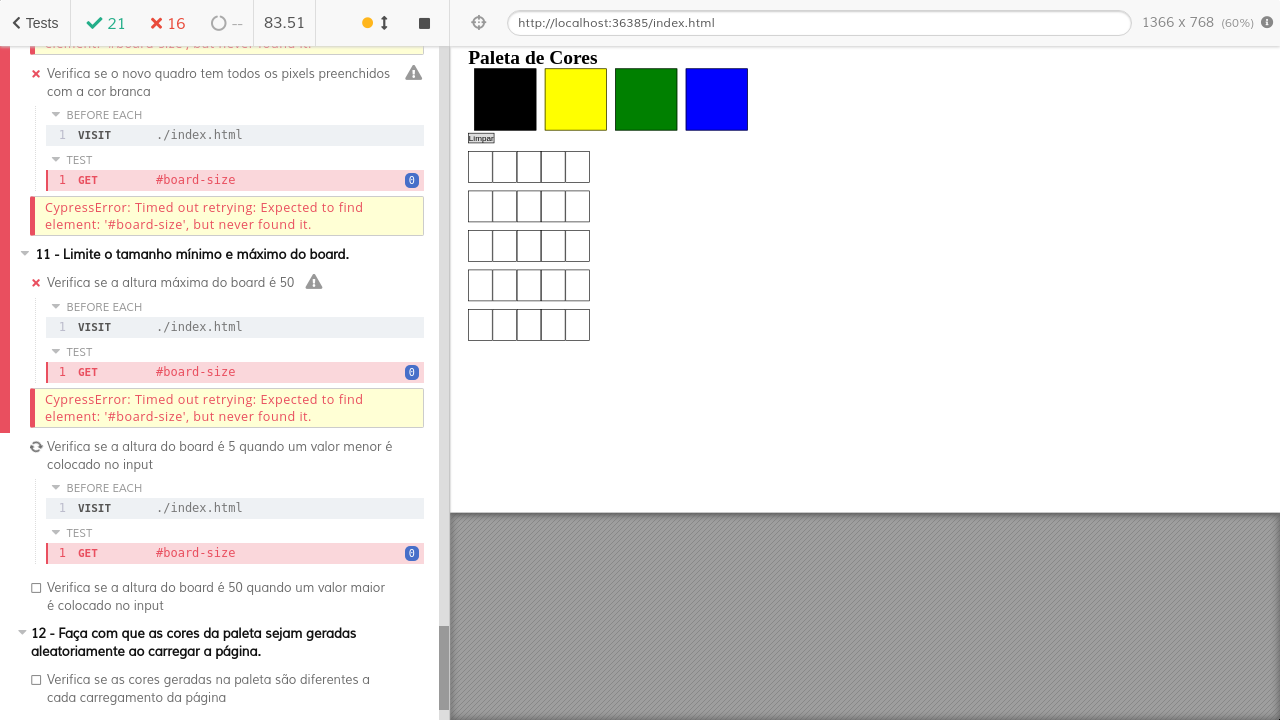 Tests
21
16
--
83.51
http://localhost:36385/index.html
1366 x 768 (60%)
element: '#board-size', but never found it.
Verifica se o novo quadro tem todos os pixels preenchidos
com a cor branca
BEFORE EACH
1 VISIT ./index.html
TEST
1 GET #board-size 0
CypressError: Timed out retrying: Expected to find
element: '#board-size', but never found it.
11 - Limite o tamanho mínimo e máximo do board.
Verifica se a altura máxima do board é 50
BEFORE EACH
1 VISIT ./index.html
TEST
1 GET #board-size 0
CypressError: Timed out retrying: Expected to find
element: '#board-size', but never found it.
Verifica se a altura do board é 5 quando um valor menor é
colocado no input
BEFORE EACH
1 VISIT ./index.html
TEST
1 GET #board-size 0
Verifica se a altura do board é 50 quando um valor maior
é colocado no input
12 - Faça com que as cores da paleta sejam geradas
aleatoriamente ao carregar a página.
Verifica se as cores geradas na paleta são diferentes a
cada carregamento da página
Paleta de Cores
Limpar